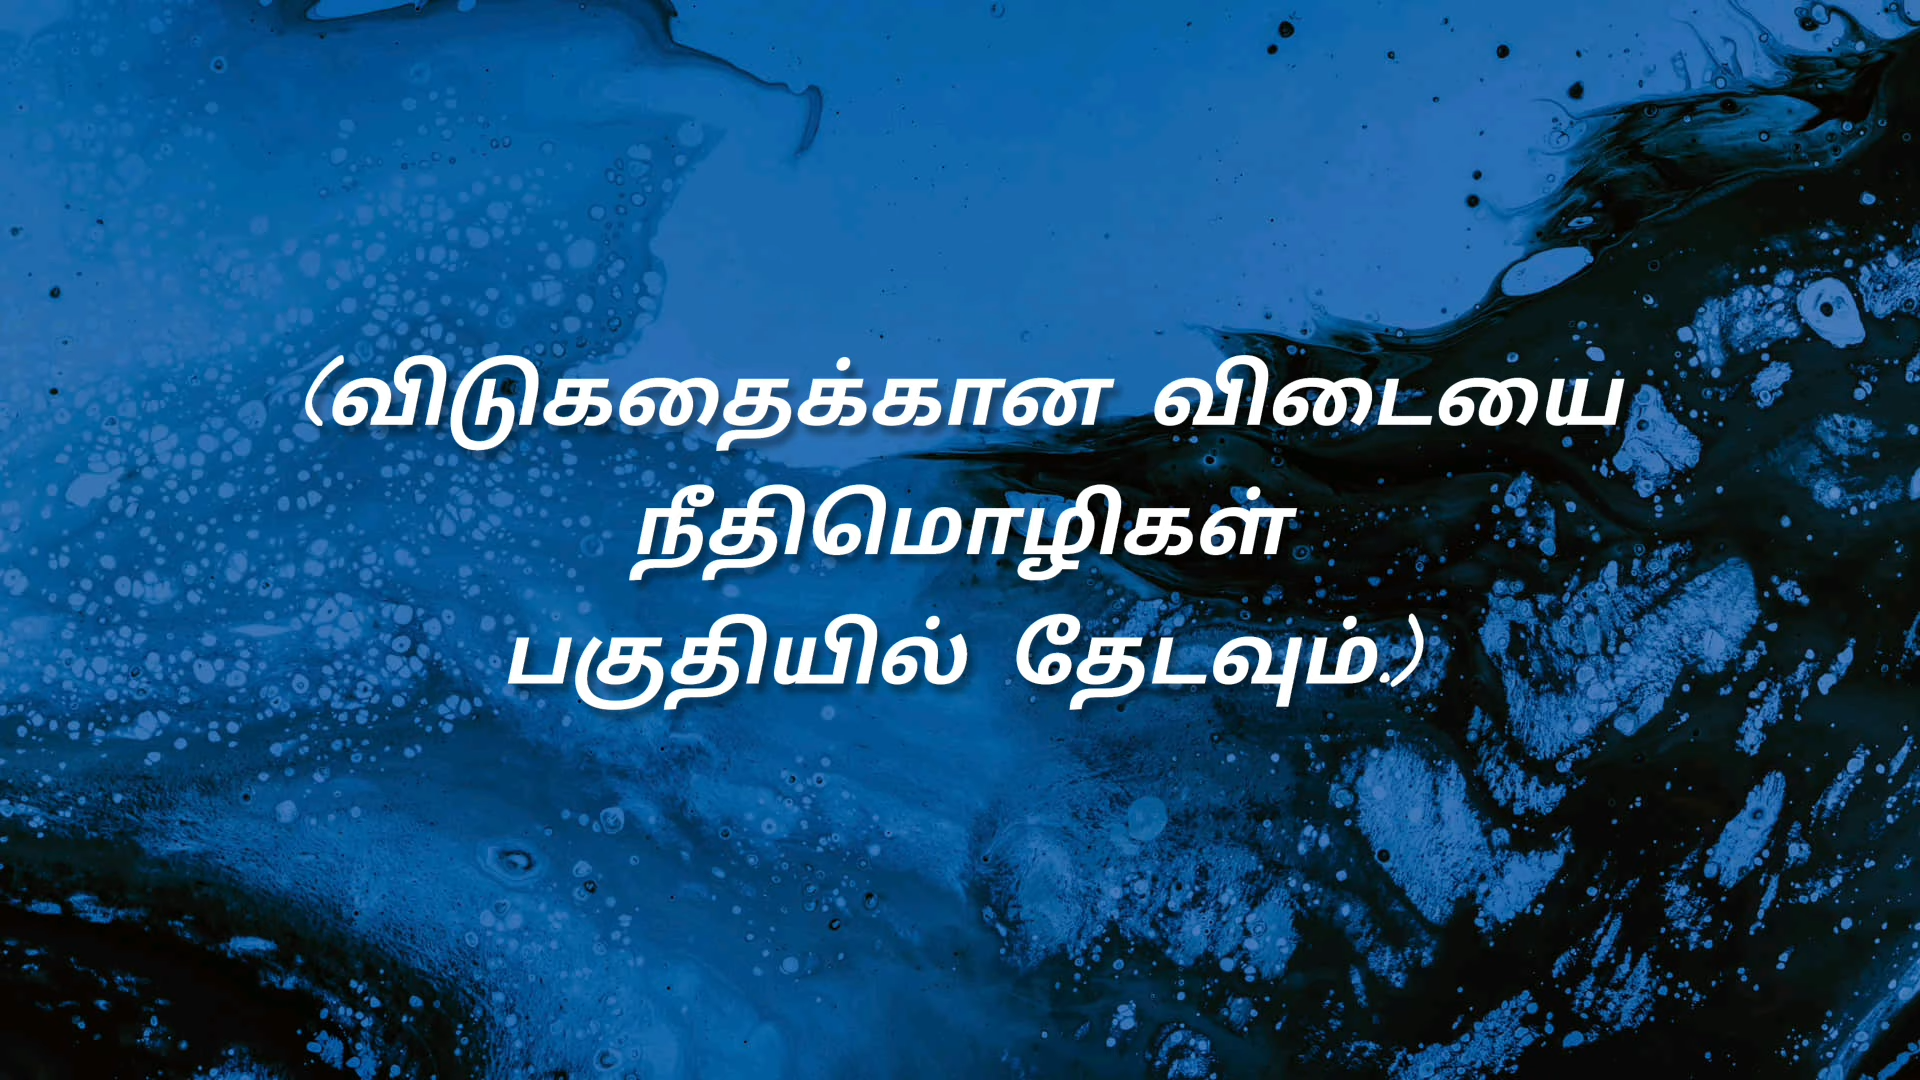 (விடுகதைக்கான விடையை
நீதிமொழிகள்
பகுதியில் தேடவும்.)